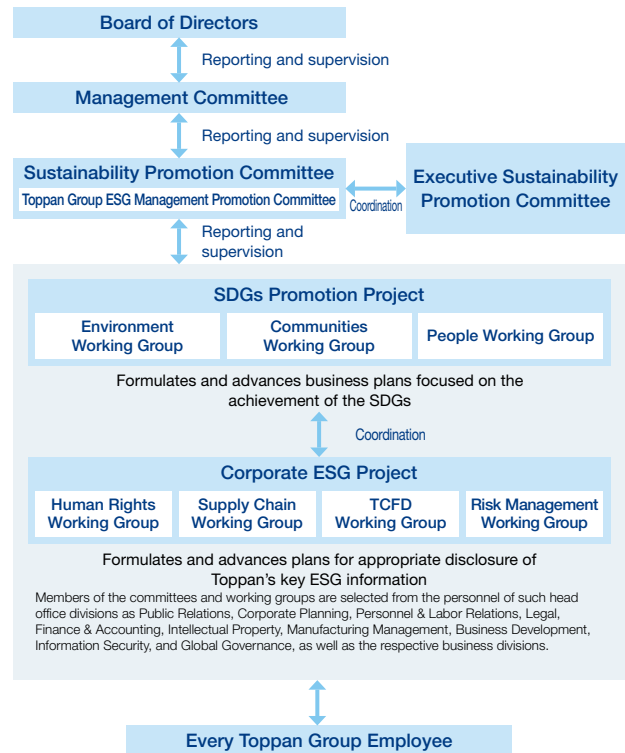 Board of Directors
Reporting and supervision
Management Committee
Reporting and supervision
Sustainability Promotion Committee
Toppan Group ESG Management Promotion Committee
Coordination
Executive Sustainability
Promotion Committee
Reporting and
supervision
SDGs Promotion Project
Environment
Working Group
Communities
Working Group
People Working Group
Formulates and advances business plans focused on the
achievement of the SDGs
Coordination
Corporate ESG Project
Human Rights
Working Group
Supply Chain
Working Group
TCFD
Working Group
Risk Management
Working Group
Formulates and advances plans for appropriate disclosure of
Toppan’s key ESG information
Members of the committees and working groups are selected from the personnel of such head
office divisions as Public Relations, Corporate Planning, Personnel & Labor Relations, Legal,
Finance & Accounting, Intellectual Property, Manufacturing Management, Business Development,
Information Security, and Global Governance, as well as the respective business divisions.
Every Toppan Group Employee